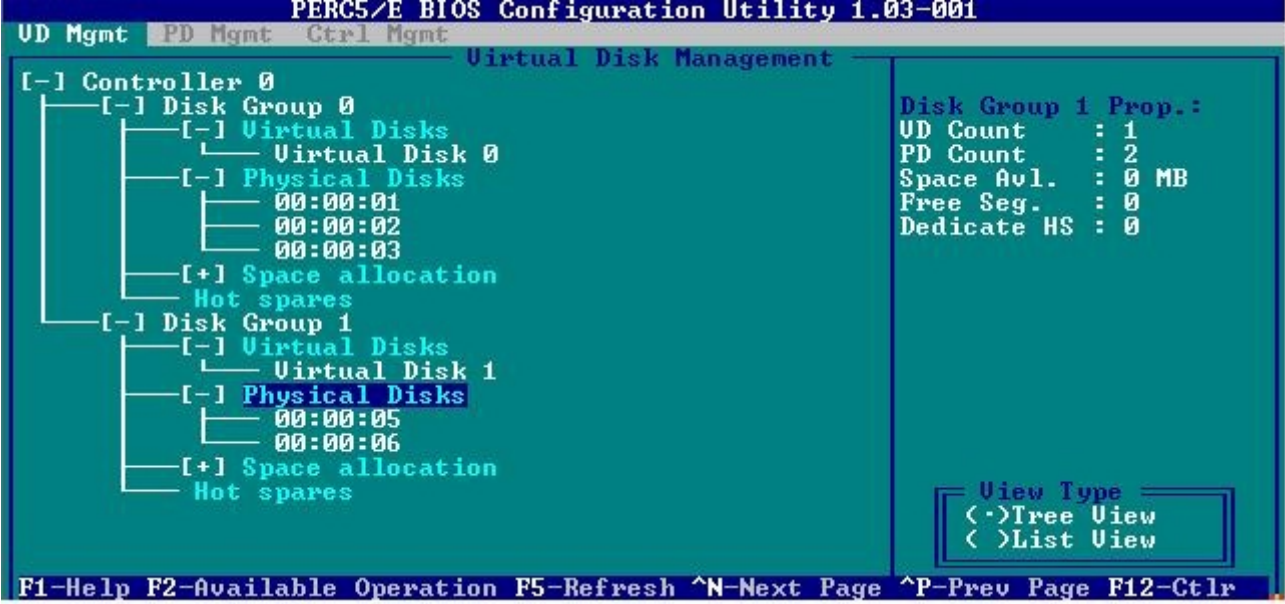 PERC5/E BIOS Configuration Utility 1.03-001
VD Mgmt PD Mgmt Ctrl Mgmt
Virtual Disk Management
[-] Controller 0
[-] Disk Group 0
[-] Virtual Disks
Virtual Disk 0
[-] Physical Disks
00:00:01
00:00:02
00:00:03
[+] Space allocation
Hot spares
[-] Disk Group 1
[-] Virtual Disks
Virtual Disk 1
[-] Physical Disks
00:00:05
00:00:06
[+] Space allocation
Hot spares
Disk Group 1 Prop.:
VD Count : 1
PD Count : 2
Space Avl. : 0 MB
Free Seg. : 0
Dedicate HS : 0
View Type
(·)Tree View
( )List View
F1-Help F2-Available Operation F5-Refresh ^N-Next Page ^P-Prev Page F12-Ctlr